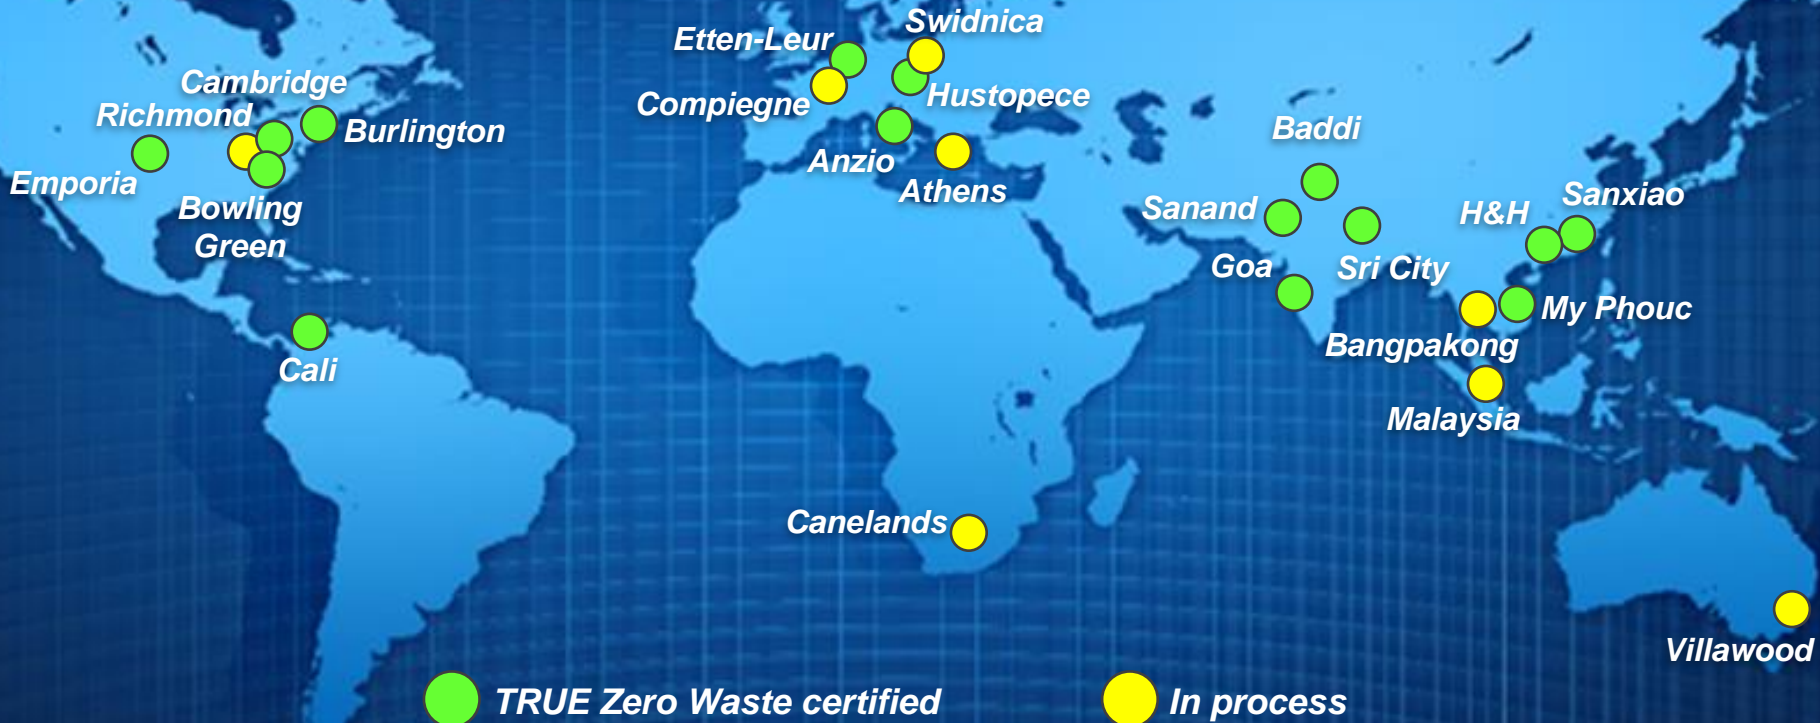 Swidnica
Etten-Leur
Cambridge
Compiegne
Hustopece
Richmond
Burlington
Baddi
Anzio
Emporia
Athens
Sanand
Sanxiao
H&H
Bowling
Green
Goa
Sri City
My Phouc
Bangpakong
Cali
Malaysia
Canelands
Villawood
TRUE Zero Waste certified
In process